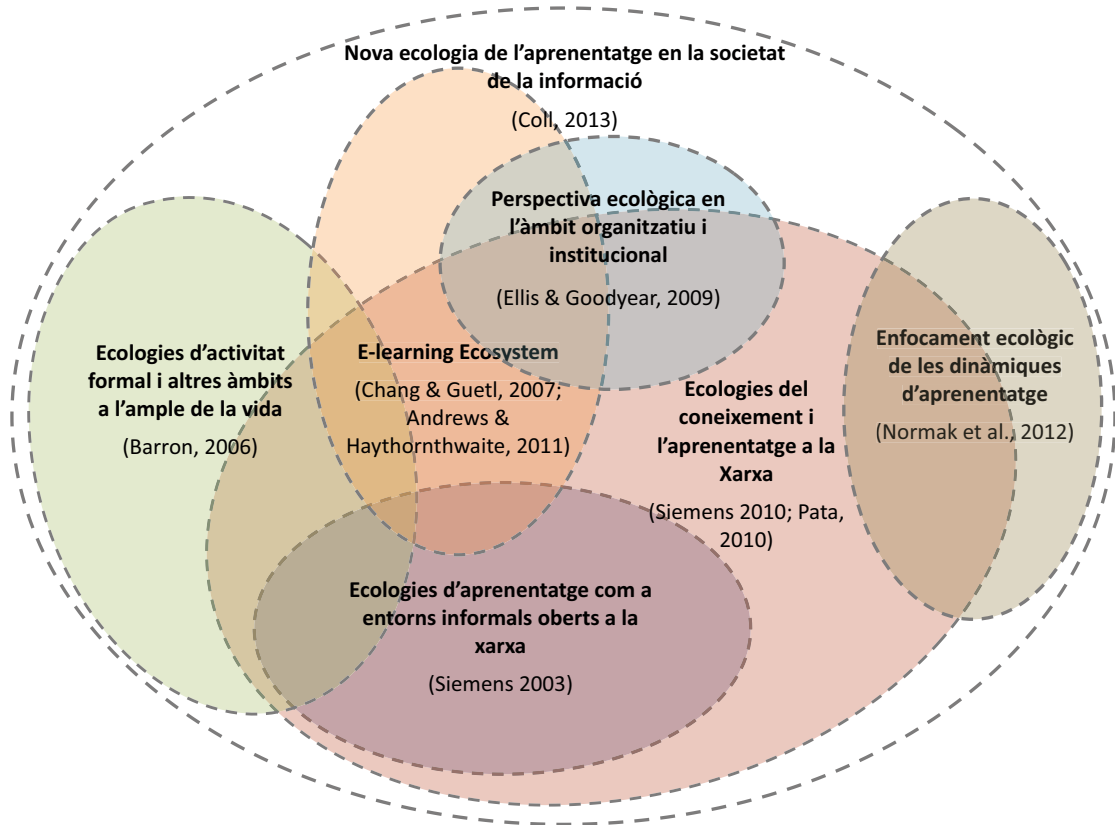 Nova ecologia de l’aprenentatge en la societat
de la informació
(Coll, 2013)
Perspectiva ecològica en
l’àmbit organitzatiu i
institucional
(Ellis & Goodyear, 2009)
Ecologies d’activitat
formal i altres àmbits
a l’ample de la vida
(Barron, 2006)
E-learning Ecosystem
(Chang & Guetl, 2007;
Andrews &
Haythornthwaite, 2011)
Ecologies del
coneixement i
l’aprenentatge a la
Xarxa
(Siemens 2010; Pata,
2010)
Enfocament ecològic
de les dinàmiques
d’aprenentatge
(Normak et al., 2012)
Ecologies d’aprenentatge com a
entorns informals oberts a la
xarxa
(Siemens 2003)